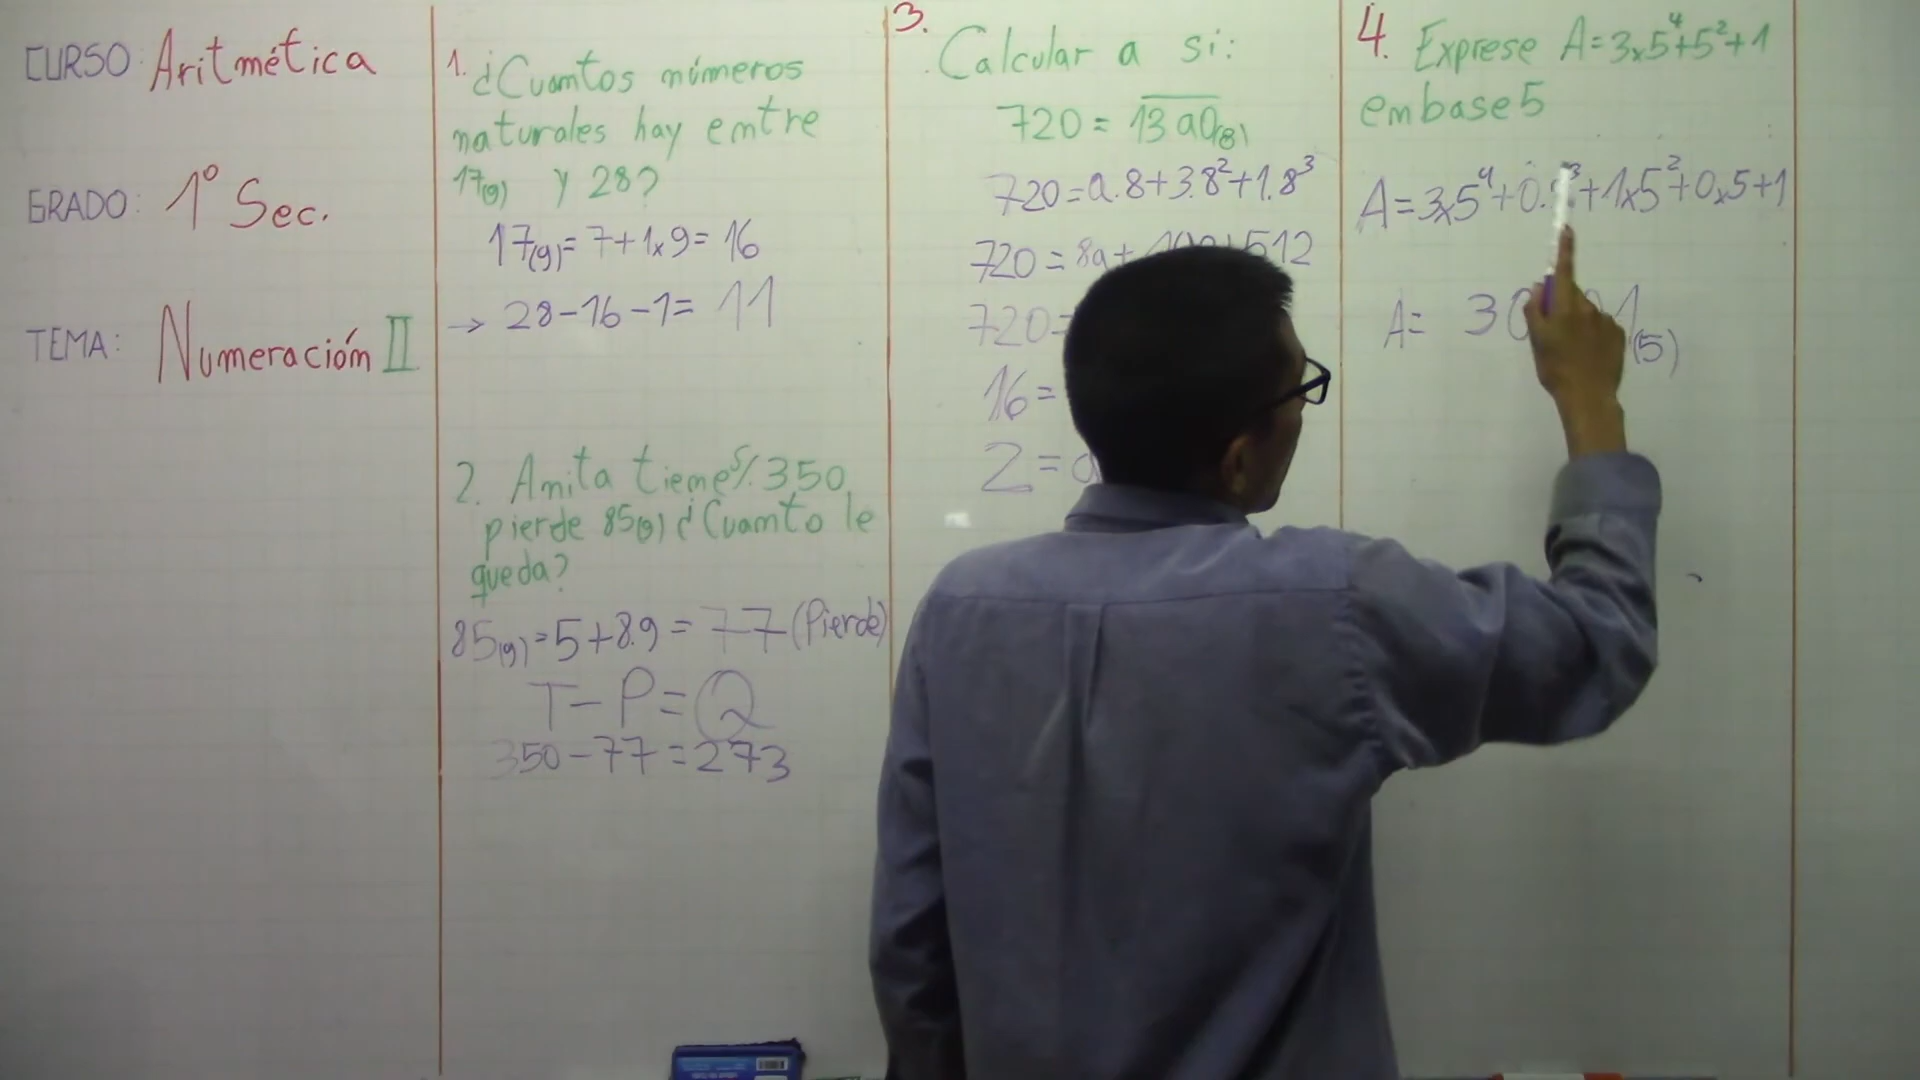 CURSO: Aritmética
GRADO: 1° Sec.
TEMA: Numeración II
1. ¿Cuantos números
naturales hay entre
17(9) y 28?
17(9)= 7+1x9= 16
→ 28-16-1= 11
2. Anita tiene S/. 350
pierde 85(9) ¿Cuanto le
queda?
85(9)=5+8.9 = 77 (Pierde)
T-P=Q
350-77=273
3.
Calcular a si:
720= 13a0(8)
720=a.8+3.8²+1.8³
720=8a+ 512
720=
16=
2=a
4. Exprese A=3x5⁴+5²+1
en base 5
A=3x5⁴+0. ³+1x5²+0x5+1
A= 30 01(5)